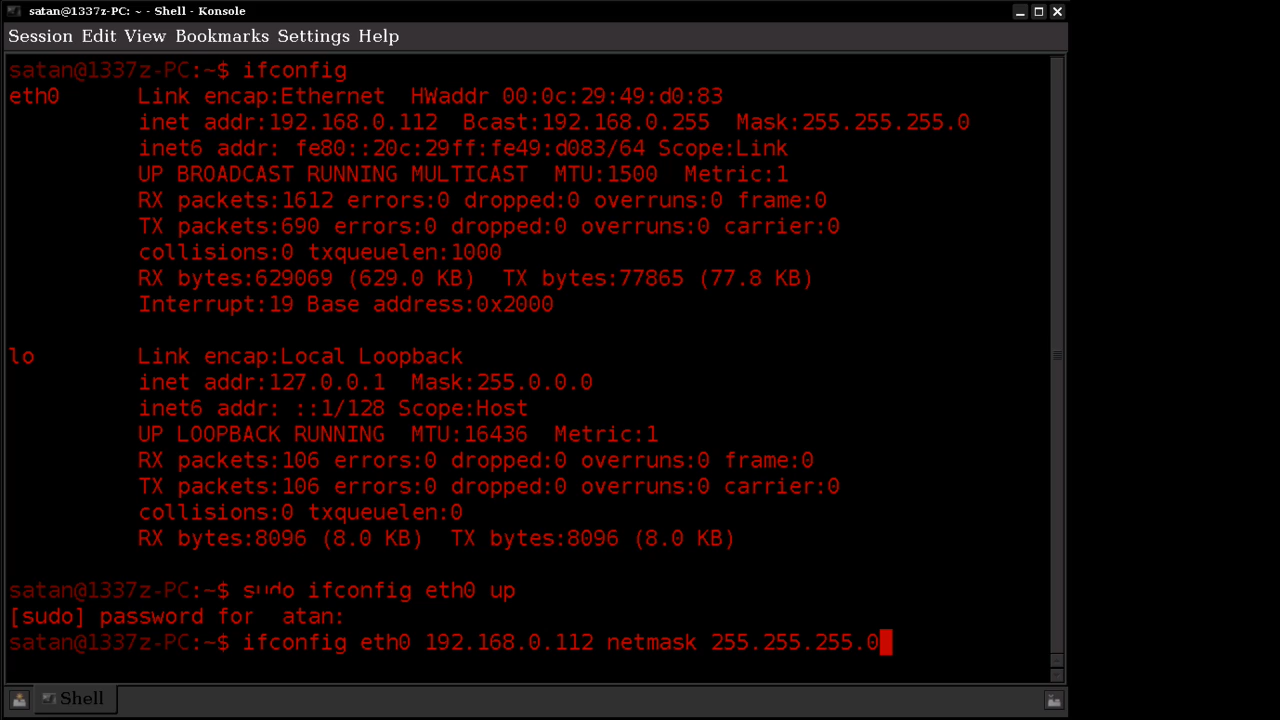 satan@1337z-PC: ~ - Shell - Konsole
Session Edit View Bookmarks Settings Help
satan@1337z-PC:~$ ifconfig
eth0 Link encap:Ethernet HWaddr 00:0c:29:49:d0:83
inet addr:192.168.0.112 Bcast:192.168.0.255 Mask:255.255.255.0
inet6 addr: fe80::20c:29ff:fe49:d083/64 Scope:Link
UP BROADCAST RUNNING MULTICAST MTU:1500 Metric:1
RX packets:1612 errors:0 dropped:0 overruns:0 frame:0
TX packets:690 errors:0 dropped:0 overruns:0 carrier:0
collisions:0 txqueuelen:1000
RX bytes:629069 (629.0 KB) TX bytes:77865 (77.8 KB)
Interrupt:19 Base address:0x2000
lo Link encap:Local Loopback
inet addr:127.0.0.1 Mask:255.0.0.0
inet6 addr: ::1/128 Scope:Host
UP LOOPBACK RUNNING MTU:16436 Metric:1
RX packets:106 errors:0 dropped:0 overruns:0 frame:0
TX packets:106 errors:0 dropped:0 overruns:0 carrier:0
collisions:0 txqueuelen:0
RX bytes:8096 (8.0 KB) TX bytes:8096 (8.0 KB)
satan@1337z-PC:~$ sudo ifconfig eth0 up
[sudo] password for atan:
satan@1337z-PC:~$ ifconfig eth0 192.168.0.112 netmask 255.255.255.0
Shell